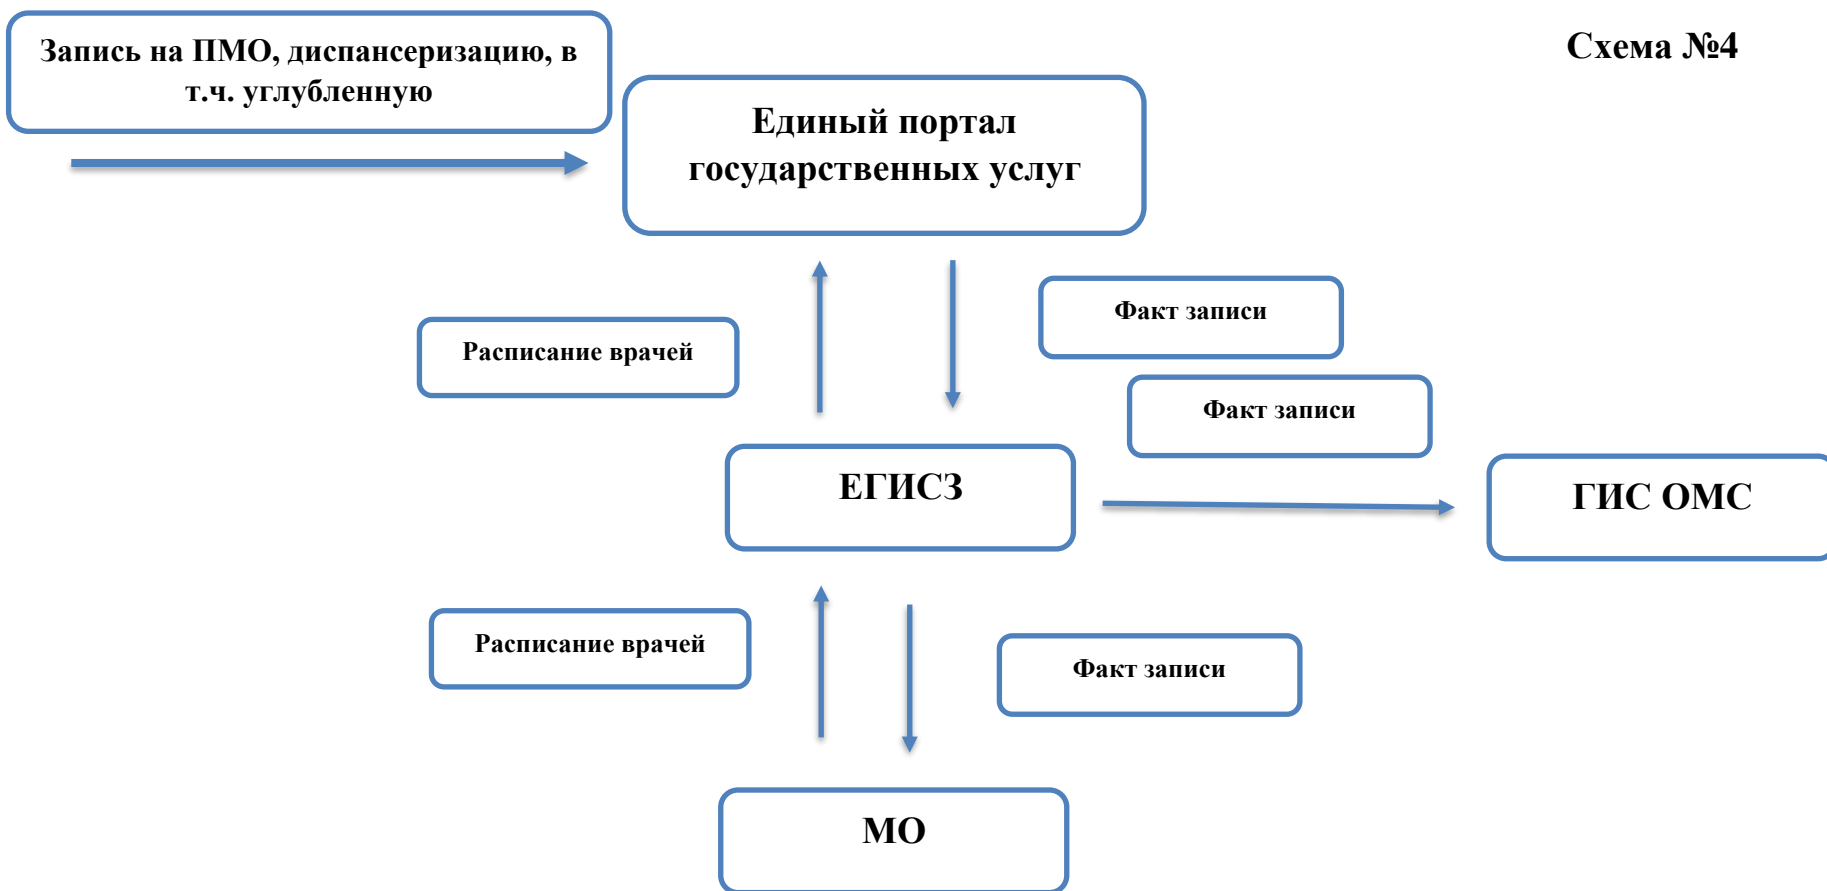 Запись на ПМО, диспансеризацию, в
т.ч. углубленную
Схема №4
Единый портал
государственных услуг
Факт записи
Расписание врачей
Факт записи
ЕГИСЗ
ГИС ОМС
Расписание врачей
Факт записи
МО